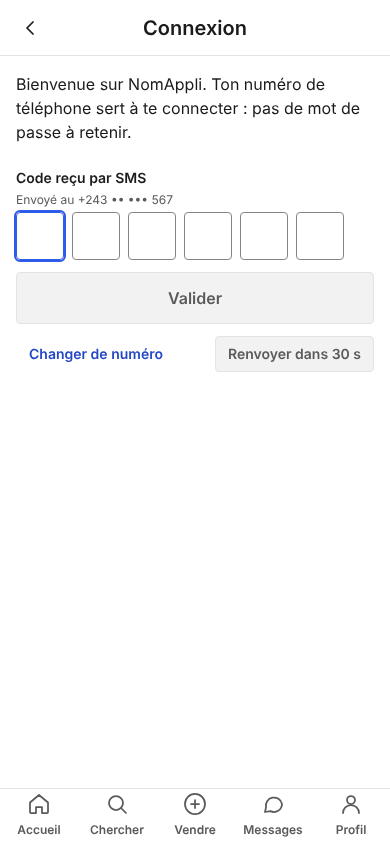 Connexion
Bienvenue sur NomAppli. Ton numéro de
téléphone sert à te connecter : pas de mot de
passe à retenir.
Code reçu par SMS
Envoyé au +243 •• ••• 567
Valider
Changer de numéro
Renvoyer dans 30 s
Accueil
Chercher
Vendre
Messages
Profil